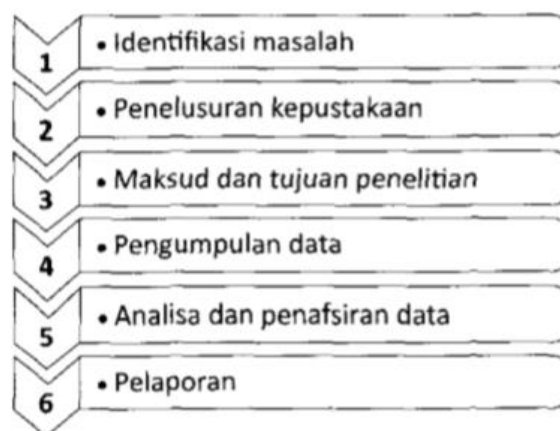 1 • Identifikasi masalah
2 • Penelusuran kepustakaan
3 • Maksud dan tujuan penelitian
4 • Pengumpulan data
5 • Analisa dan penafsiran data
6 • Pelaporan